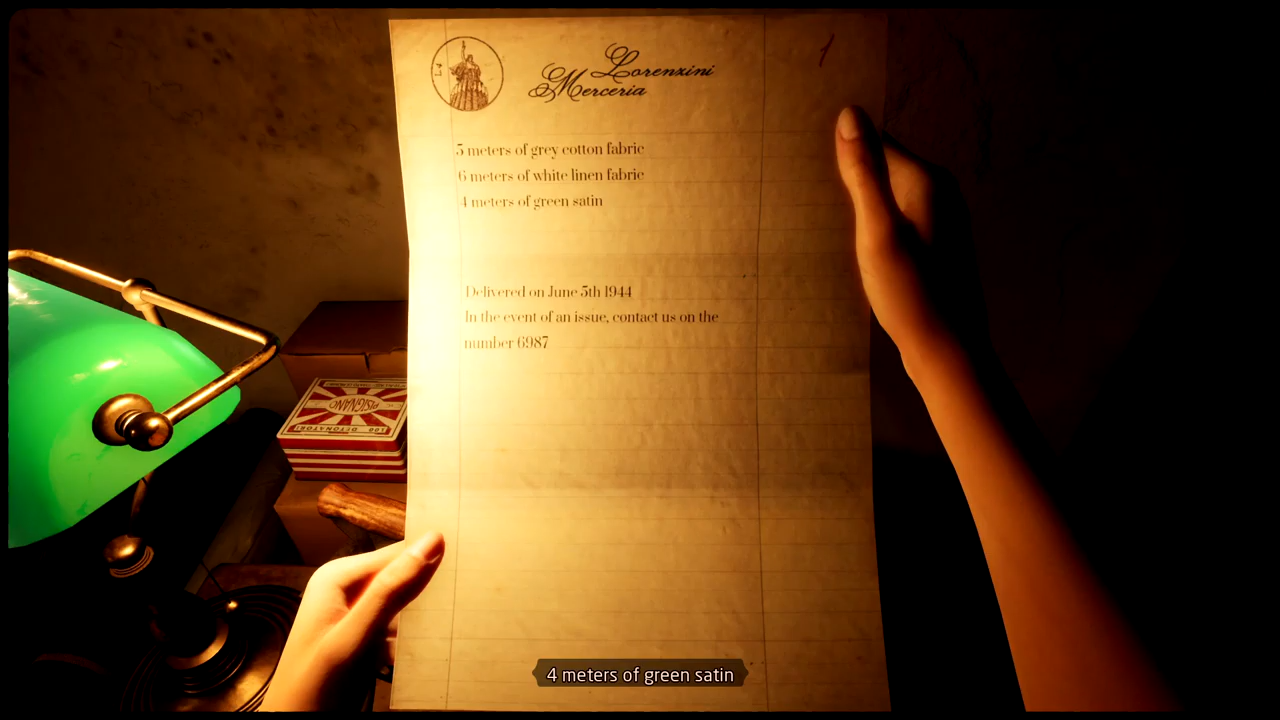 Lorenzini
Merceria
1
5 meters of grey cotton fabric
6 meters of white linen fabric
4 meters of green satin
Delivered on June 5th 1944
In the event of an issue, contact us on the
number 6987
PISIGNANO
100 DETONATORI
4 meters of green satin